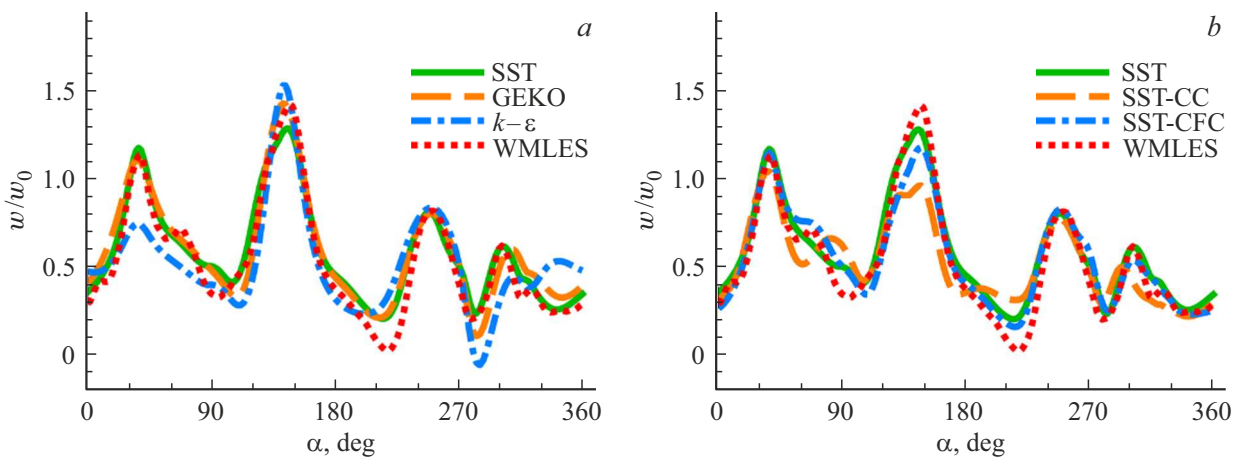 a
SST
GEKO
k−ε
WMLES
w/w0
1.5
1.0
0.5
0
0 90 180 270 360
α, deg
b
SST
SST-CC
SST-CFC
WMLES
w/w0
1.5
1.0
0.5
0
0 90 180 270 360
α, deg